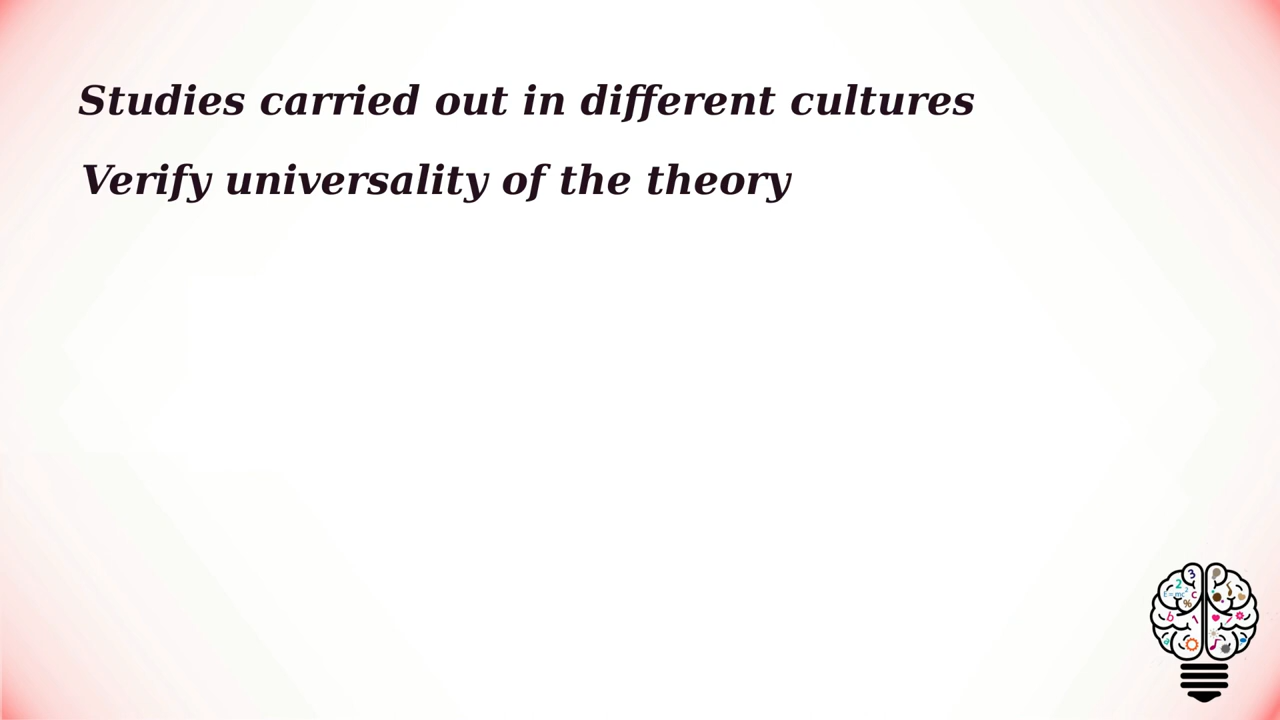 Studies carried out in different cultures
Verify universality of the theory